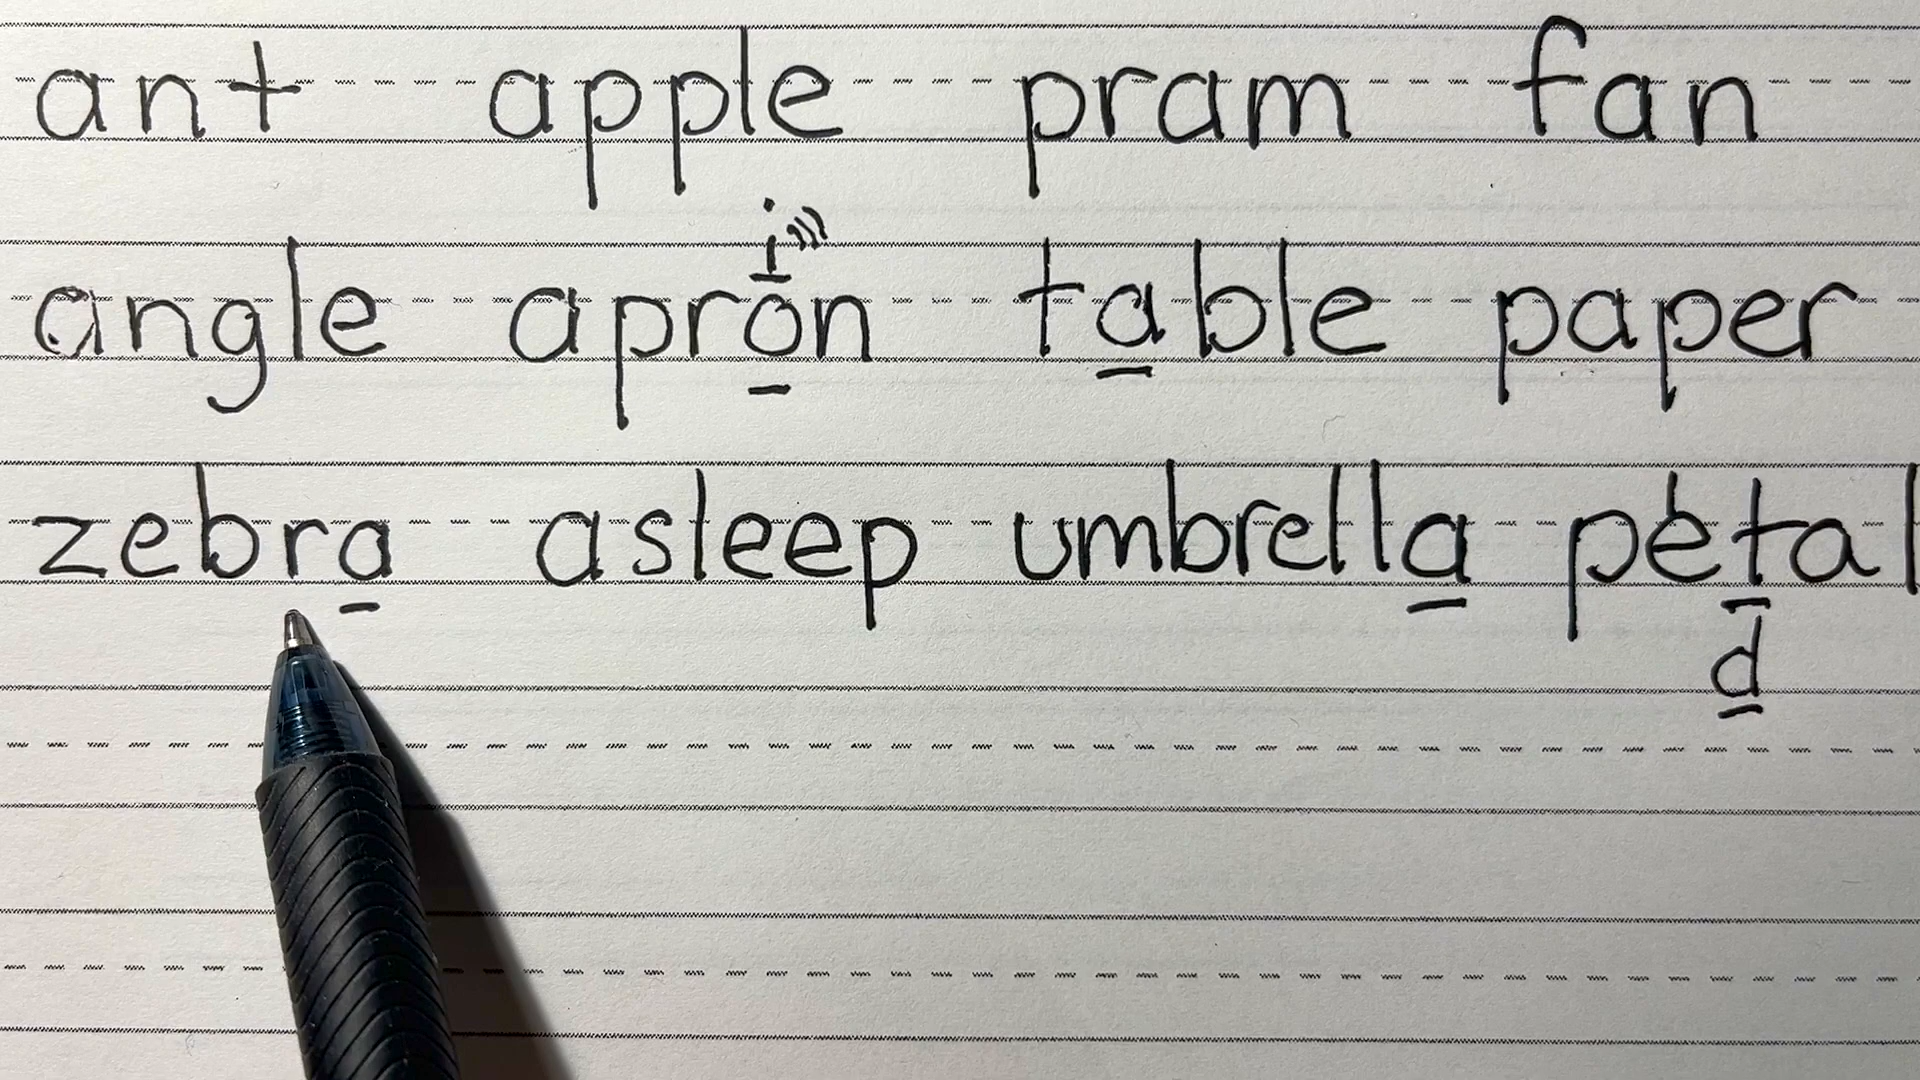 ant apple pram fan
i
angle apron table paper
zebra asleep umbrella petal
d